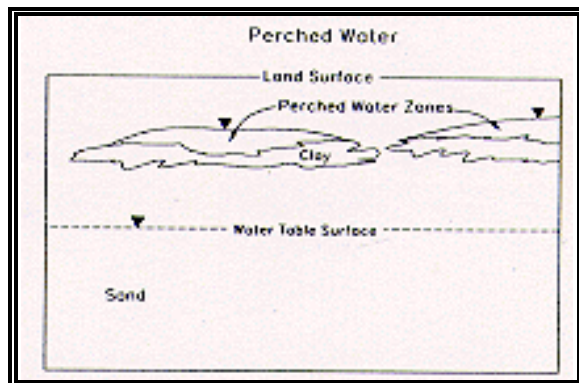 Perched Water
Land Surface
Perched Water Zones
Clay
Water Table Surface
Sand